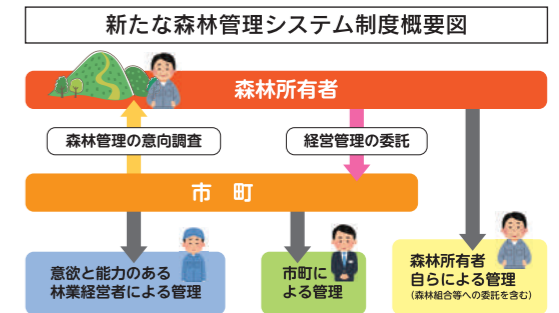 新たな森林管理システム制度概要図
森林所有者
森林管理の意向調査
経営管理の委託
市 町
意欲と能力のある
林業経営者による管理
市町に
よる管理
森林所有者
自らによる管理
(森林組合等への委託を含む)